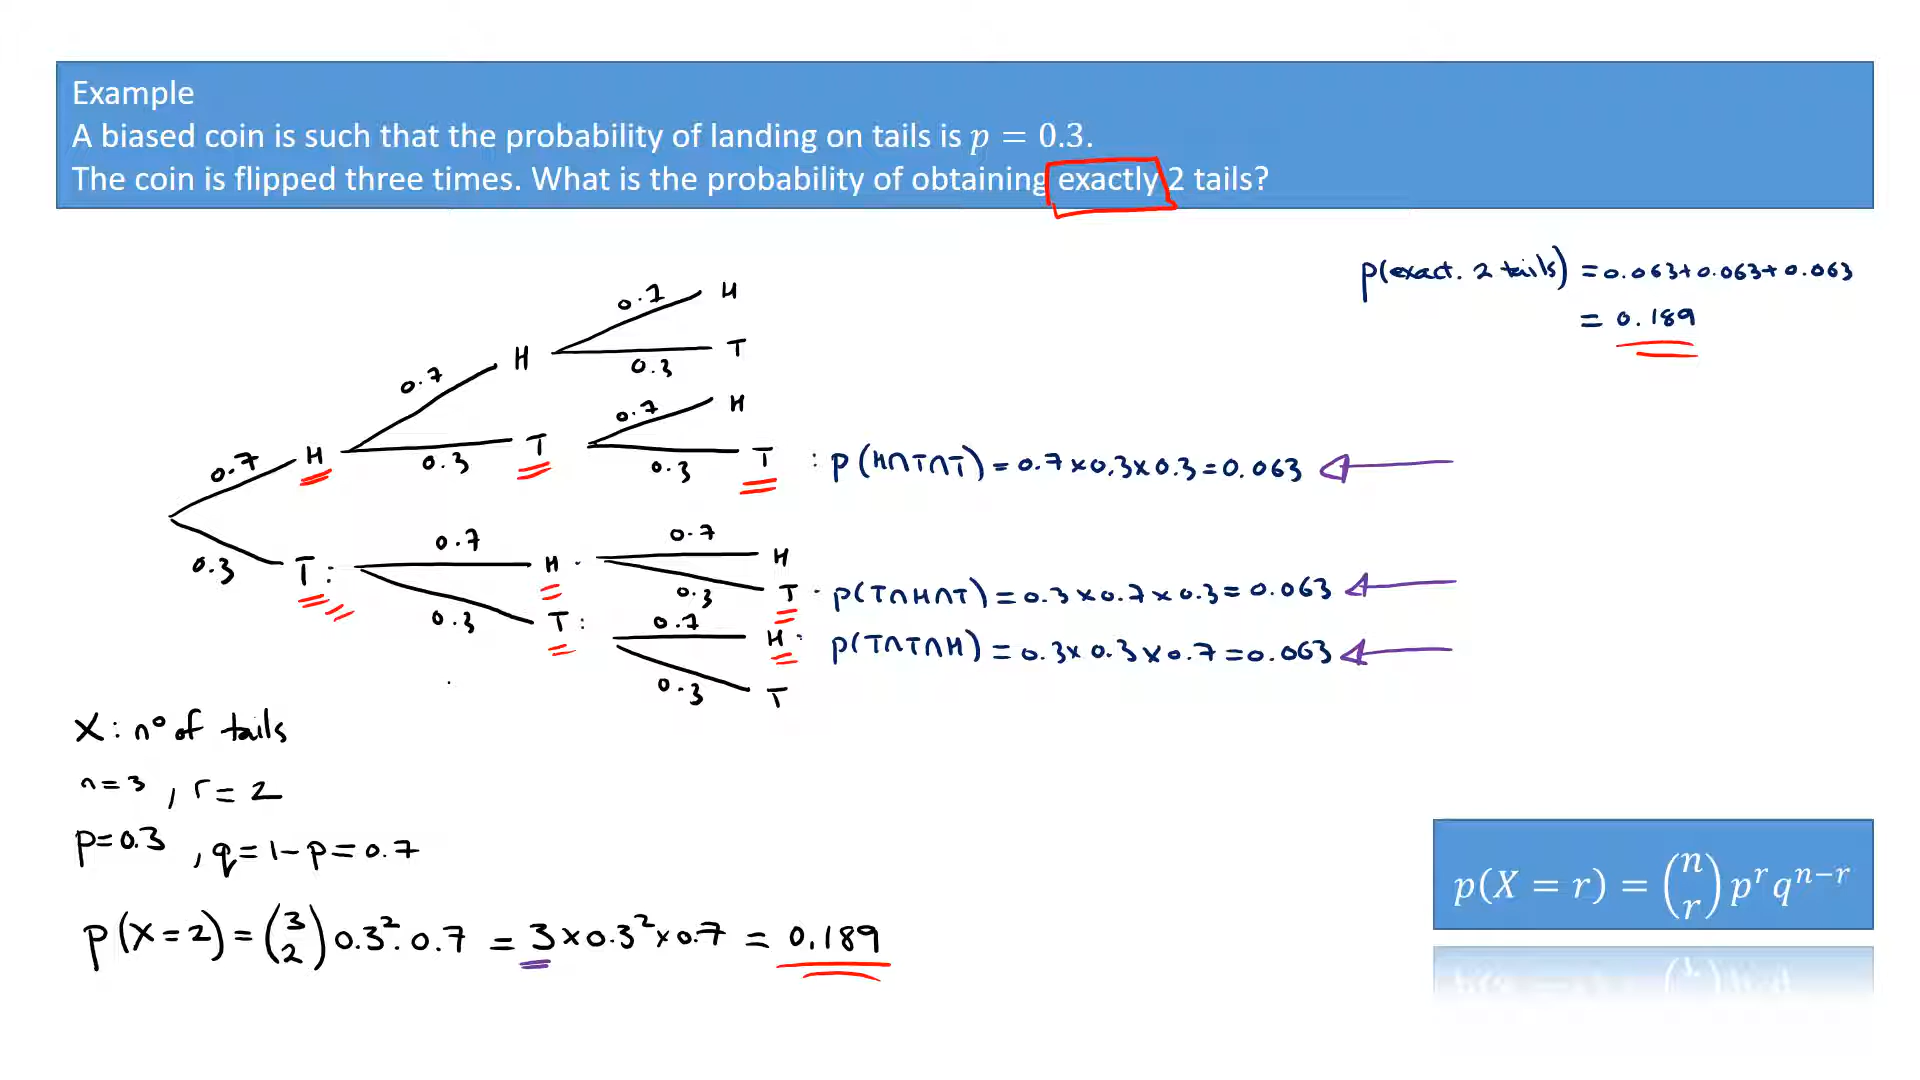 Example
A biased coin is such that the probability of landing on tails is p = 0.3.
The coin is flipped three times. What is the probability of obtaining exactly 2 tails?
p(exact. 2 tails) = 0.063+0.063+0.063
= 0.189
0.7 H
0.7 H 0.3 T
0.7 H
0.7 H 0.3 T 0.3 T : p(H∩T∩T) = 0.7×0.3×0.3 = 0.063
0.3 T : 0.7 H · 0.7 H
0.3 T · p(T∩H∩T) = 0.3×0.7×0.3 = 0.063
0.3 T : 0.7 H · p(T∩T∩H) = 0.3×0.3×0.7 = 0.063
0.3 T
X : nº of tails
n=3 , r=2
p=0.3 , q=1-p=0.7
p(X=2) = (3 2) 0.3². 0.7 = 3×0.3²×0.7 = 0.189
p(X = r) = (n r) p^r q^{n-r}